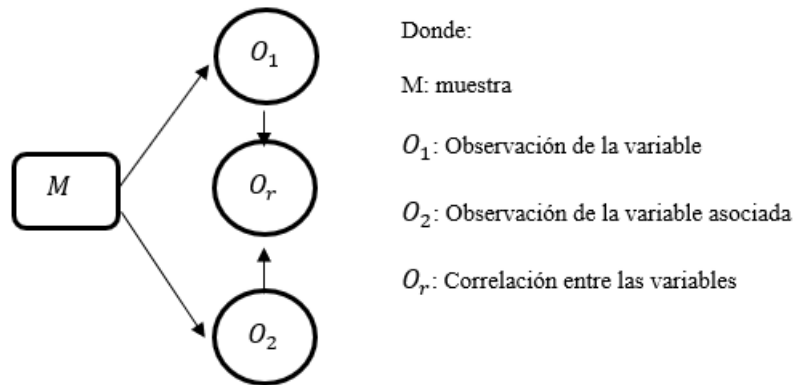 O₁
M
Oᵣ
O₂
Donde:
M: muestra
O₁: Observación de la variable
O₂: Observación de la variable asociada
Oᵣ: Correlación entre las variables